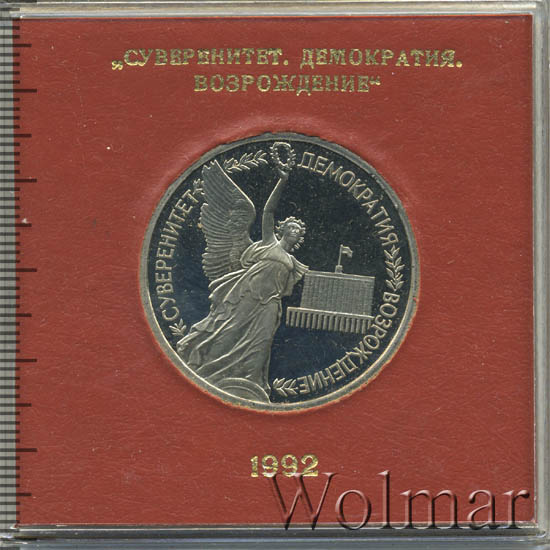 „СУВЕРЕНИТЕТ. ДЕМОКРАТИЯ.
ВОЗРОЖДЕНИЕ“
СУВЕРЕНИТЕТ
ДЕМОКРАТИЯ
ВОЗРОЖДЕНИЕ
1992
Wolmar